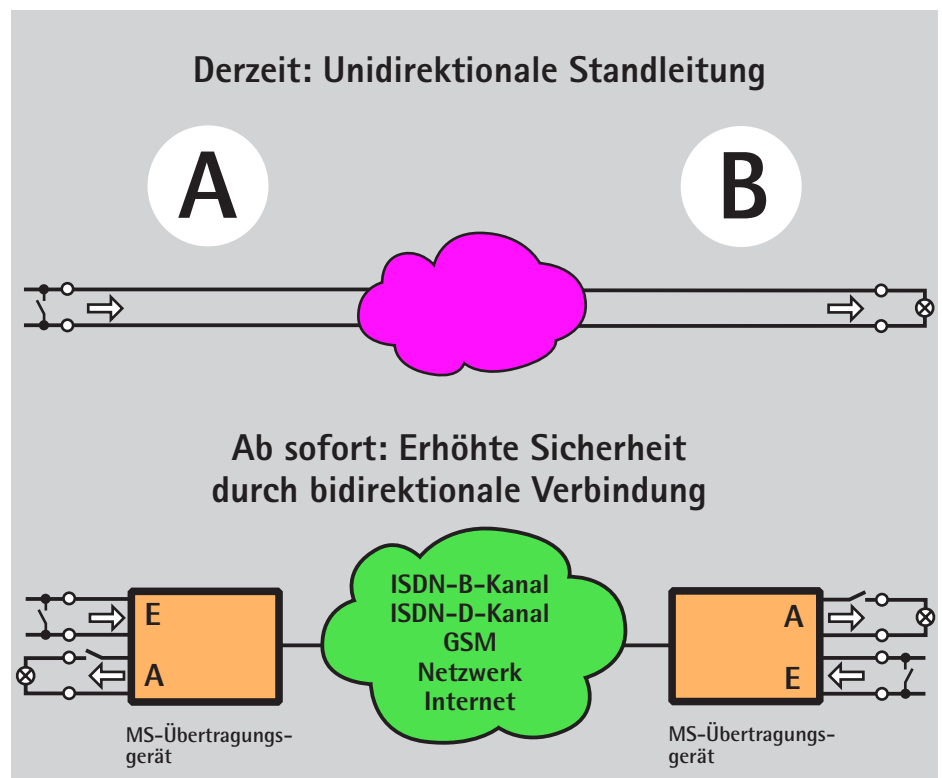 Derzeit: Unidirektionale Standleitung
A
B
Ab sofort: Erhöhte Sicherheit
durch bidirektionale Verbindung
E
A
ISDN-B-Kanal
ISDN-D-Kanal
GSM
Netzwerk
Internet
A
E
MS-Übertragungs-
gerät
MS-Übertragungs-
gerät